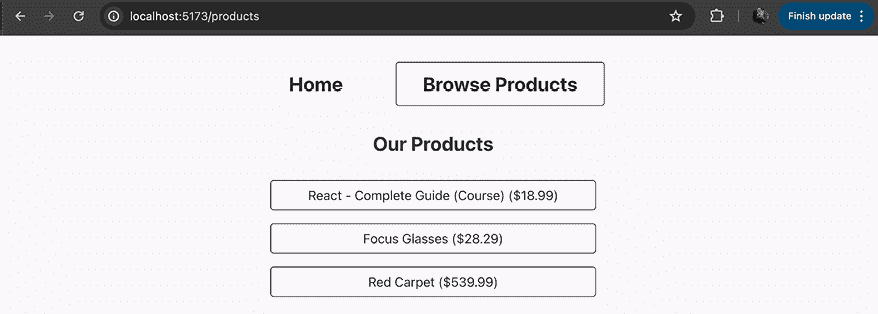 localhost:5173/products
Finish update
Home
Browse Products
Our Products
React - Complete Guide (Course) ($18.99)
Focus Glasses ($28.29)
Red Carpet ($539.99)